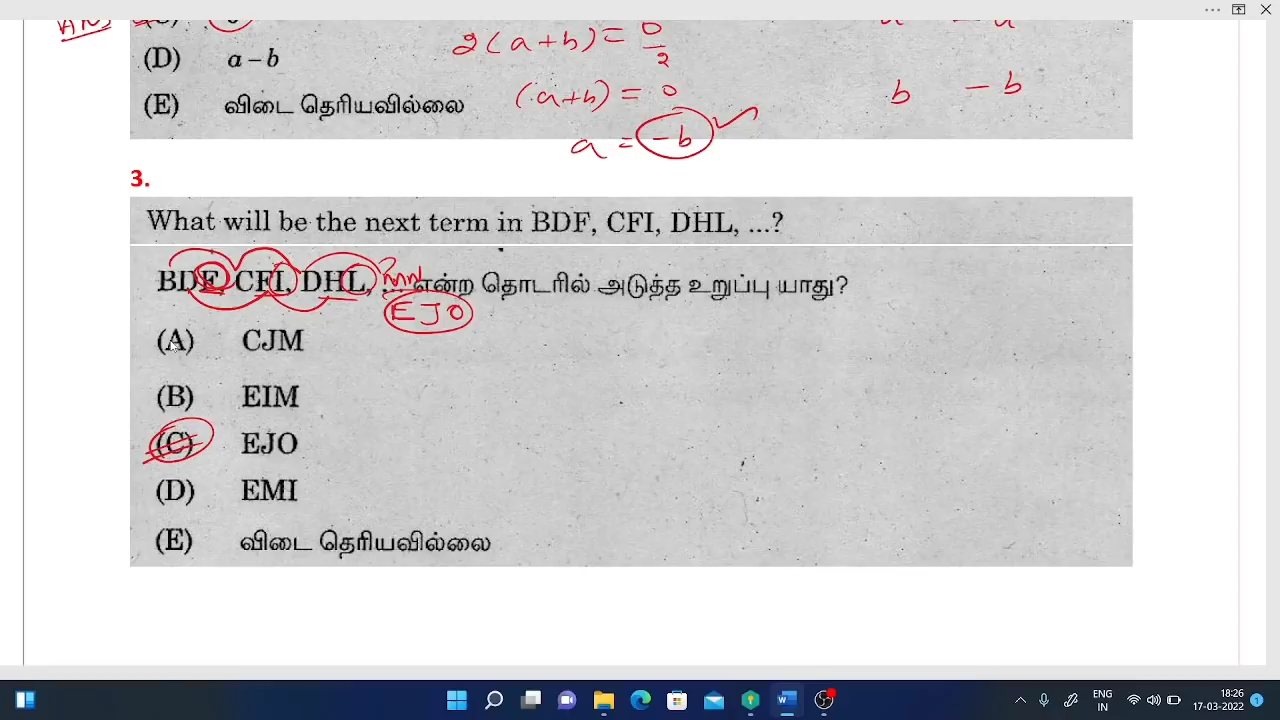 ANS
(D) a – b
(E) விடை தெரியவில்லை
2 (a+b) = 0/2
(a+b) = 0
a = -b
b - b
3.
What will be the next term in BDF, CFI, DHL, ...?
BDF, CFI, DHL, ... என்ற தொடரில் அடுத்த உறுப்பு யாது?
EJO
(A) CJM
(B) EIM
(C) EJO
(D) EMI
(E) விடை தெரியவில்லை
ENG
IN
18:26
17-03-2022